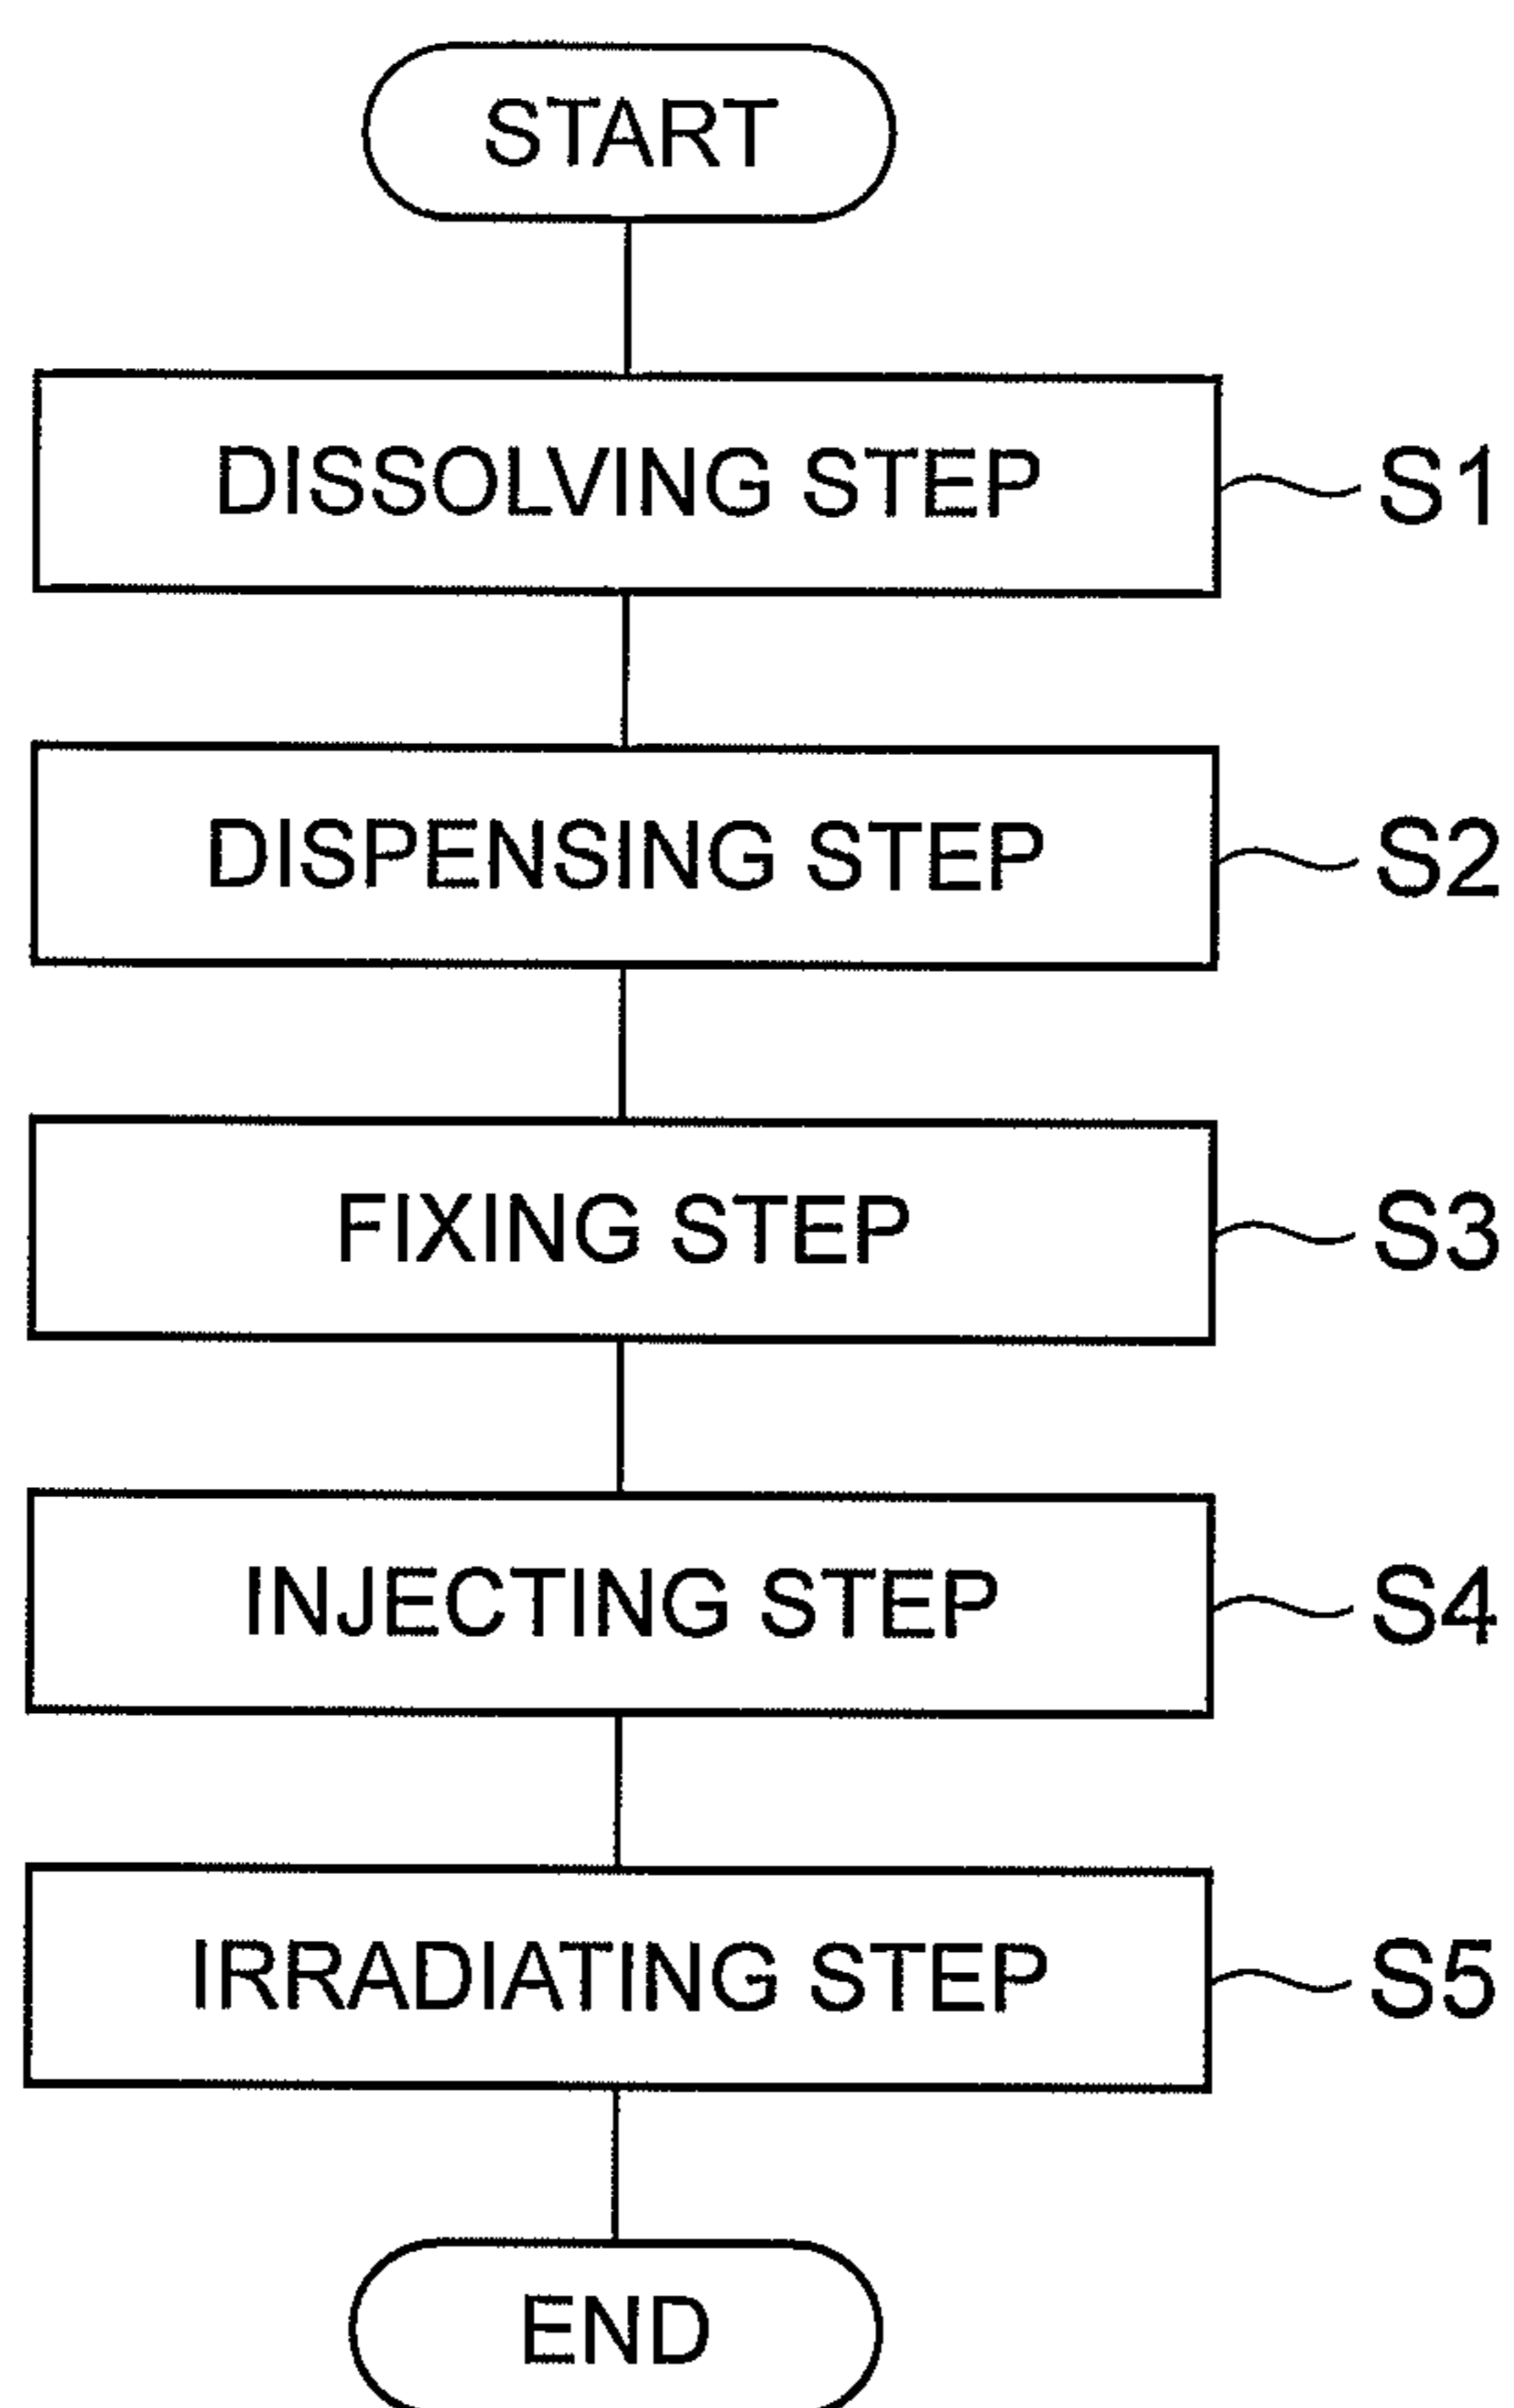 START
DISSOLVING STEP S1
DISPENSING STEP S2
FIXING STEP S3
INJECTING STEP S4
IRRADIATING STEP S5
END